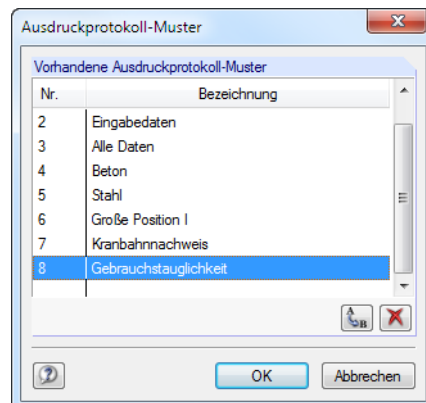 Ausdruckprotokoll-Muster
Vorhandene Ausdruckprotokoll-Muster
Nr. Bezeichnung
2 Eingabedaten
3 Alle Daten
4 Beton
5 Stahl
6 Große Position I
7 Kranbahnnachweis
8 Gebrauchstauglichkeit
A B
OK Abbrechen